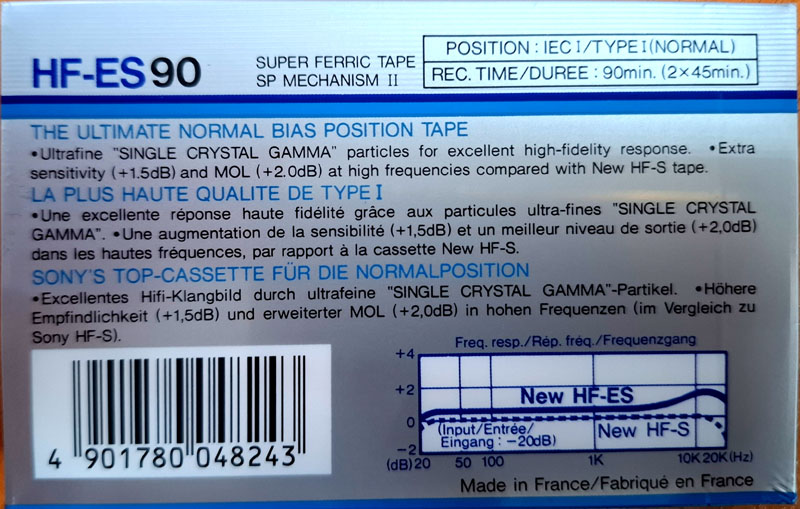 HF-ES 90
SUPER FERRIC TAPE
SP MECHANISM II
POSITION : IEC I/TYPE I (NORMAL)
REC. TIME/DUREE : 90min. (2×45min.)
THE ULTIMATE NORMAL BIAS POSITION TAPE
•Ultrafine "SINGLE CRYSTAL GAMMA" particles for excellent high-fidelity response. •Extra
sensitivity (+1.5dB) and MOL (+2.0dB) at high frequencies compared with New HF-S tape.
LA PLUS HAUTE QUALITE DE TYPE I
•Une excellente réponse haute fidélité grâce aux particules ultra-fines "SINGLE CRYSTAL
GAMMA". •Une augmentation de la sensibilité (+1,5dB) et un meilleur niveau de sortie (+2,0dB)
dans les hautes fréquences, par rapport à la cassette New HF-S.
SONY'S TOP-CASSETTE FÜR DIE NORMALPOSITION
•Excellentes Hifi-Klangbild durch ultrafeine "SINGLE CRYSTAL GAMMA"-Partikel. •Höhere
Empfindlichkeit (+1,5dB) und erweiterter MOL (+2,0dB) in hohen Frequenzen (im Vergleich zu
Sony HF-S).
4 901780 048243
Freq. resp./Rép. fréq./Frequenzgang
+4
+2
0
-2
New HF-ES
(Input/Entrée/
Eingang : -20dB)
New HF-S
(dB) 20 50 100 1K 10K 20K (Hz)
Made in France/Fabriqué en France